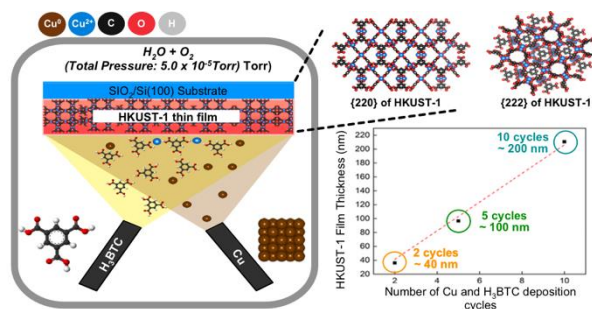 Cu⁰
Cu²⁺
C
O
H
H₂O + O₂
(Total Pressure: 5.0 x 10⁻⁵Torr) Torr)
SIO₂/Si(100) Substrate
HKUST-1 thin film
H₃BTC
Cu
{220} of HKUST-1
{222} of HKUST-1
HKUST-1 Film Thickness (nm)
220
200
180
160
140
120
100
80
60
40
20
10 cycles
~ 200 nm
5 cycles
~ 100 nm
2 cycles
~ 40 nm
2
4
6
8
10
Number of Cu and H₃BTC deposition
cycles